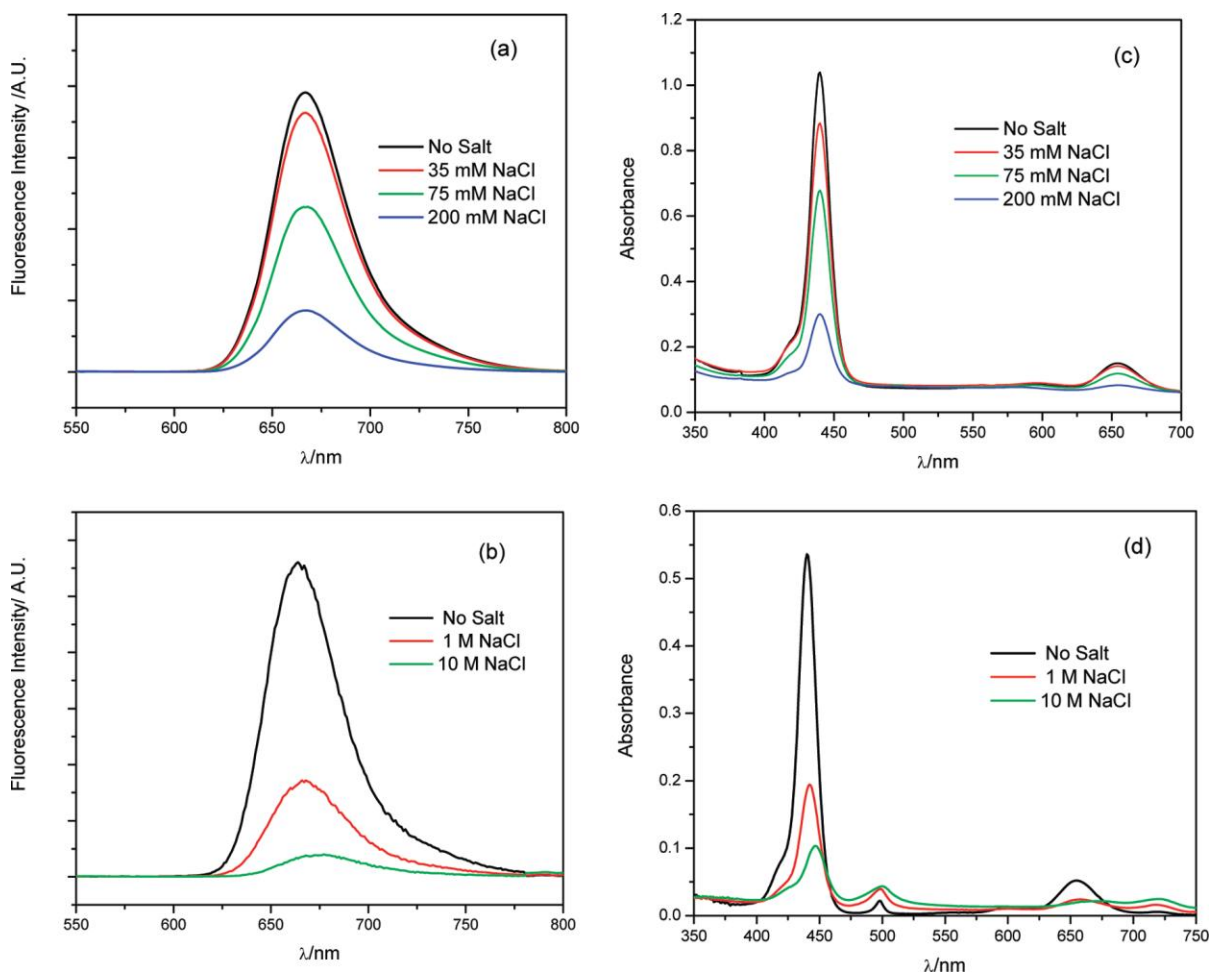 (a)
Fluorescence Intensity /A.U.
No Salt
35 mM NaCl
75 mM NaCl
200 mM NaCl
550 600 650 700 750 800
λ/nm
(c)
1.2
1.0
0.8
0.6
0.4
0.2
0.0
Absorbance
No Salt
35 mM NaCl
75 mM NaCl
200 mM NaCl
350 400 450 500 550 600 650 700
λ/nm
(b)
Fluorescence Intensity/ A.U.
No Salt
1 M NaCl
10 M NaCl
550 600 650 700 750 800
λ/nm
(d)
0.6
0.5
0.4
0.3
0.2
0.1
0.0
Absorbance
No Salt
1 M NaCl
10 M NaCl
350 400 450 500 550 600 650 700 750
λ/nm